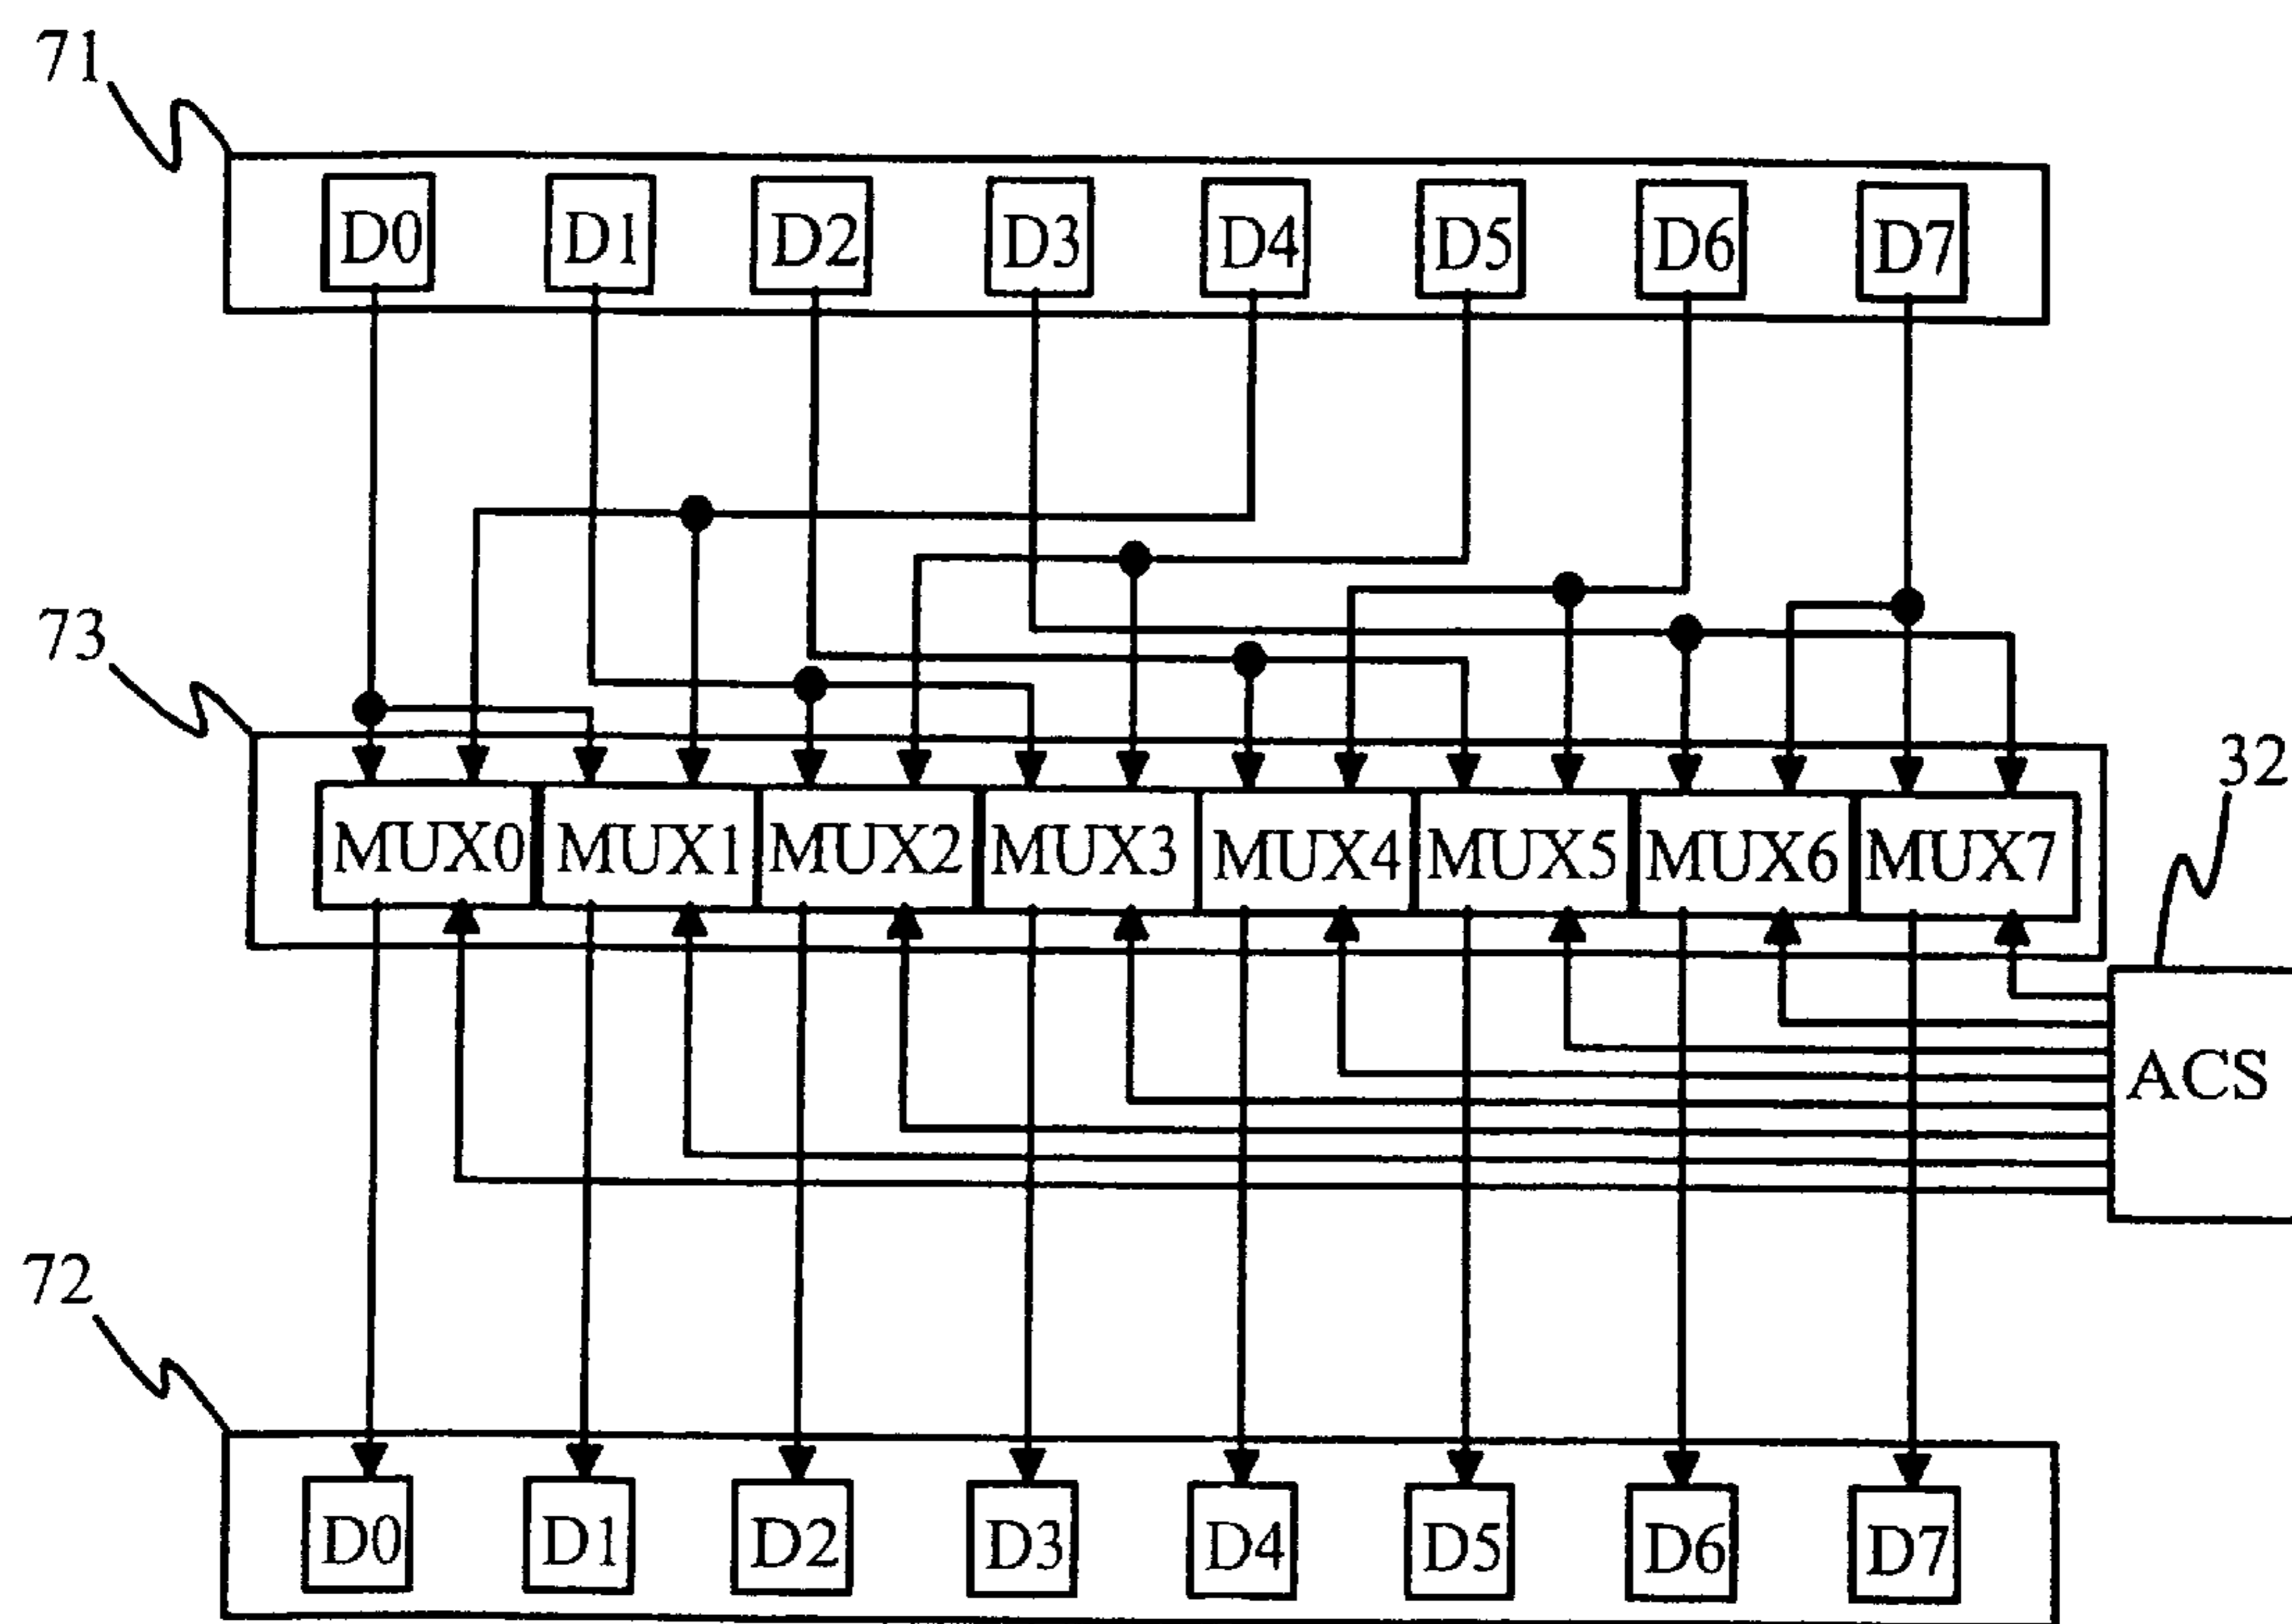 71
D0 D1 D2 D3 D4 D5 D6 D7
73
32
MUX0 MUX1 MUX2 MUX3 MUX4 MUX5 MUX6 MUX7
ACS
72
D0 D1 D2 D3 D4 D5 D6 D7